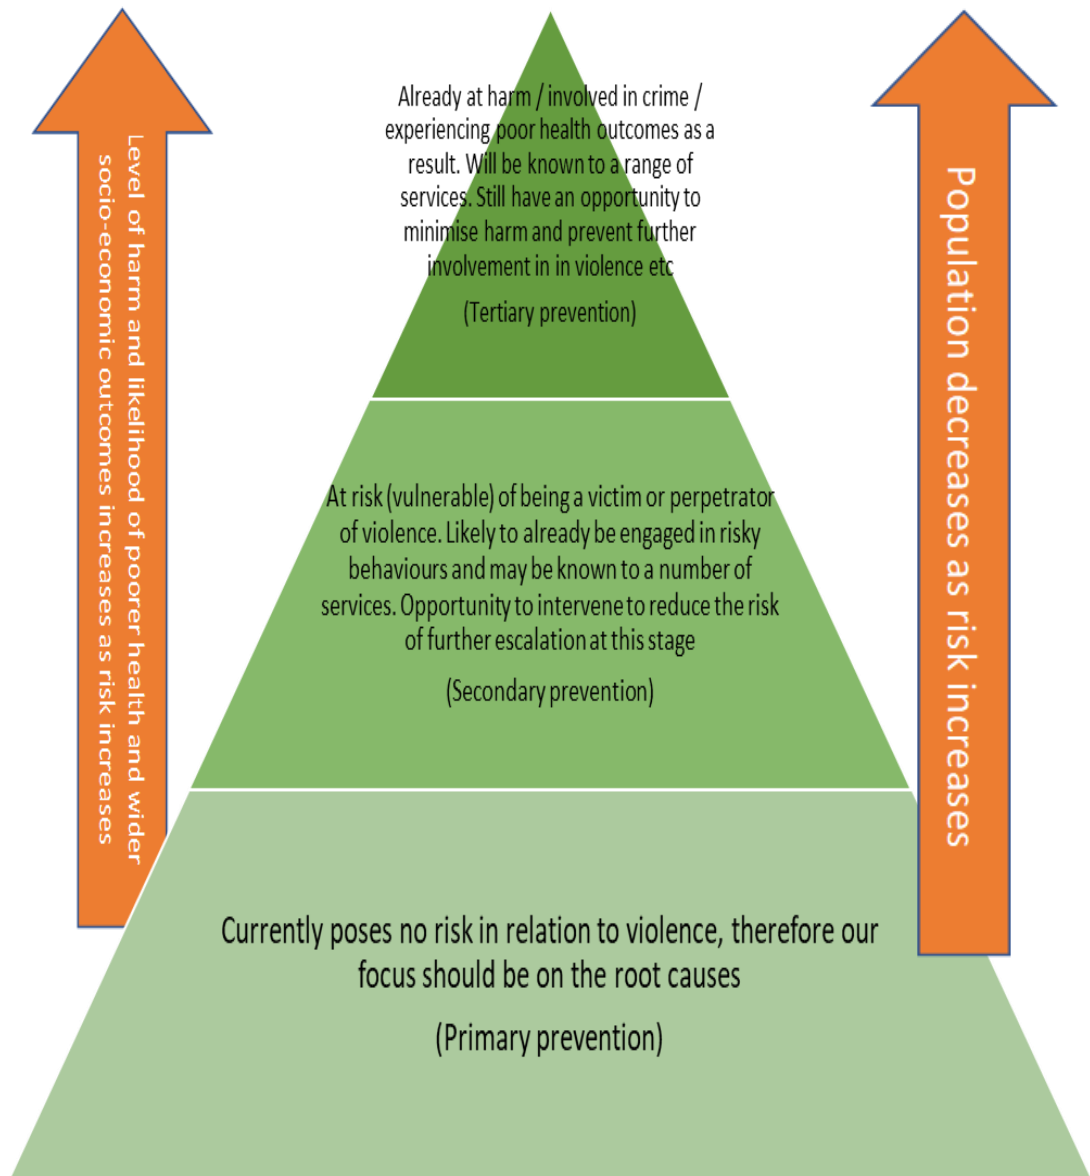 Level of harm and likelihood of poorer health and wider
socio-economic outcomes increases as risk increases
Already at harm / involved in crime /
experiencing poor health outcomes as a
result. Will be known to a range of
services. Still have an opportunity to
minimise harm and prevent further
involvement in in violence etc
(Tertiary prevention)
At risk (vulnerable) of being a victim or perpetrator
of violence. Likely to already be engaged in risky
behaviours and may be known to a number of
services. Opportunity to intervene to reduce the risk
of further escalation at this stage
(Secondary prevention)
Currently poses no risk in relation to violence, therefore our
focus should be on the root causes
(Primary prevention)
Population decreases as risk increases